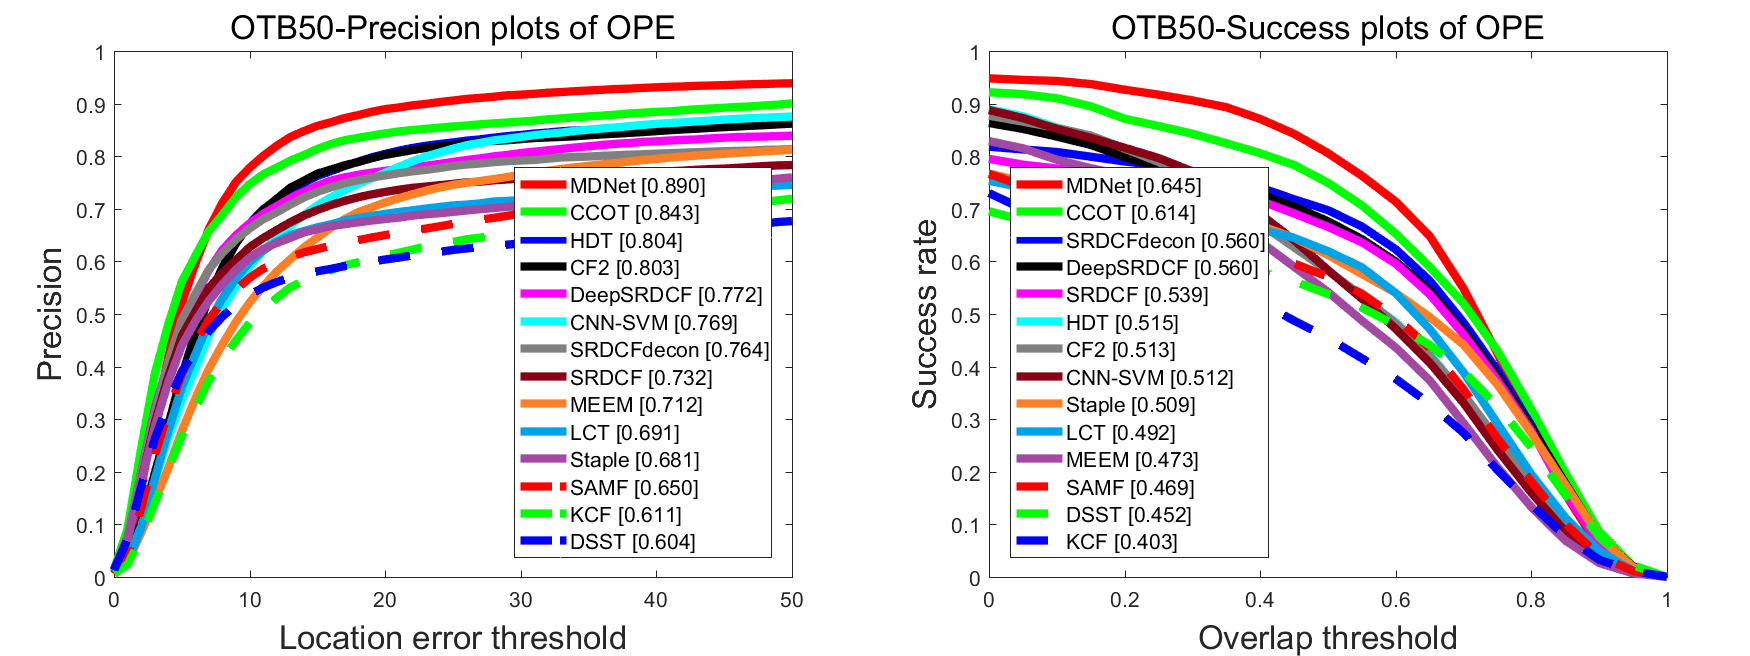 OTB50-Precision plots of OPE
1
0.9
0.8
0.7
0.6
0.5
0.4
0.3
0.2
0.1
0
Precision
MDNet [0.890]
CCOT [0.843]
HDT [0.804]
CF2 [0.803]
DeepSRDCF [0.772]
CNN-SVM [0.769]
SRDCFdecon [0.764]
SRDCF [0.732]
MEEM [0.712]
LCT [0.691]
Staple [0.681]
SAMF [0.650]
KCF [0.611]
DSST [0.604]
0 10 20 30 40 50
Location error threshold
OTB50-Success plots of OPE
1
0.9
0.8
0.7
0.6
0.5
0.4
0.3
0.2
0.1
0
Success rate
MDNet [0.645]
CCOT [0.614]
SRDCFdecon [0.560]
DeepSRDCF [0.560]
SRDCF [0.539]
HDT [0.515]
CF2 [0.513]
CNN-SVM [0.512]
Staple [0.509]
LCT [0.492]
MEEM [0.473]
SAMF [0.469]
DSST [0.452]
KCF [0.403]
0 0.2 0.4 0.6 0.8 1
Overlap threshold